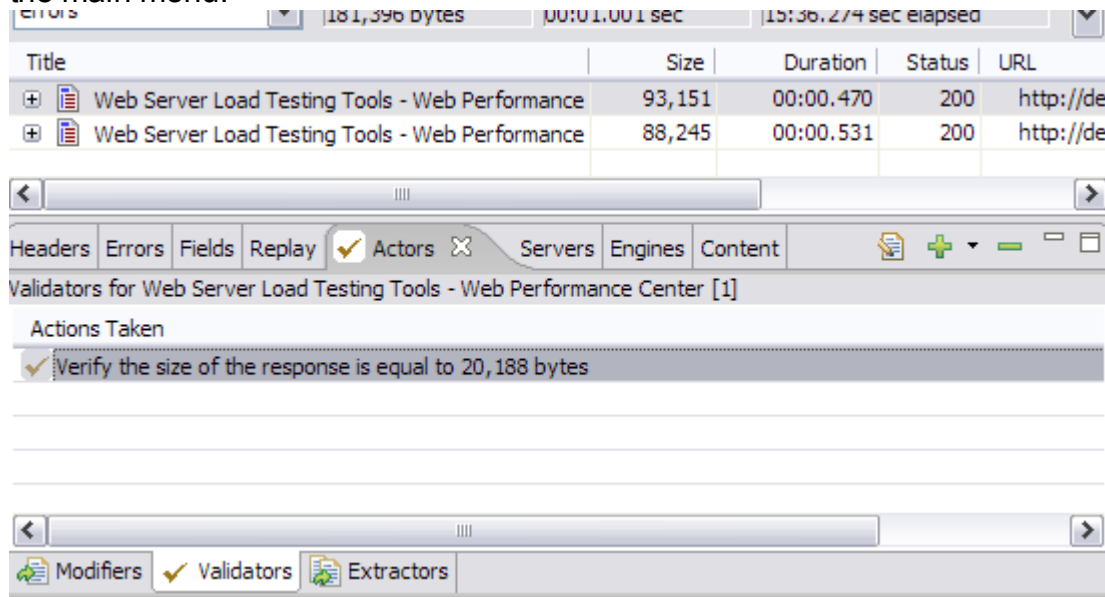 the main menu.
errors 181,396 bytes 00:01.001 sec 15:36.274 sec elapsed
Title Size Duration Status URL
Web Server Load Testing Tools - Web Performance 93,151 00:00.470 200 http://de
Web Server Load Testing Tools - Web Performance 88,245 00:00.531 200 http://de
Headers Errors Fields Replay Actors Servers Engines Content
Validators for Web Server Load Testing Tools - Web Performance Center [1]
Actions Taken
Verify the size of the response is equal to 20,188 bytes
Modifiers Validators Extractors